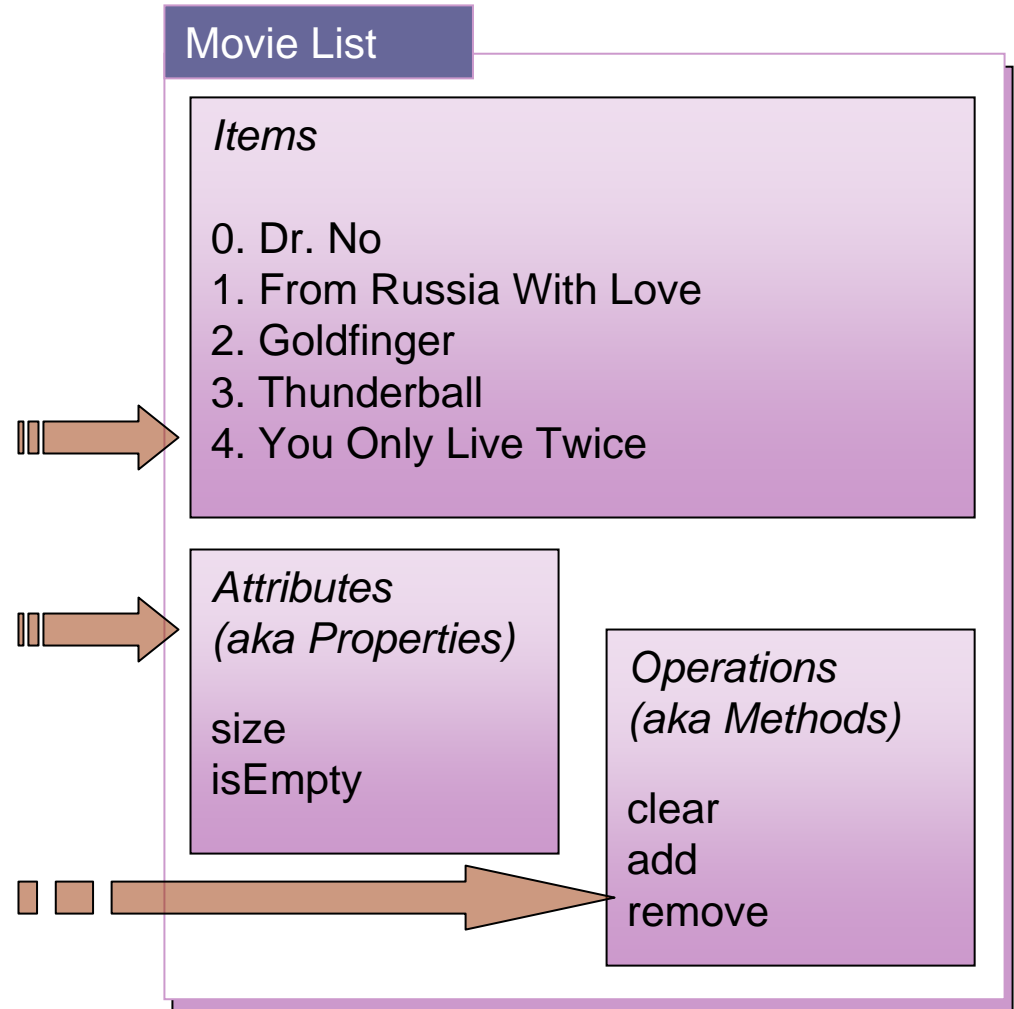 Movie List
Items
0. Dr. No
1. From Russia With Love
2. Goldfinger
3. Thunderball
4. You Only Live Twice
Attributes
(aka Properties)
size
isEmpty
Operations
(aka Methods)
clear
add
remove